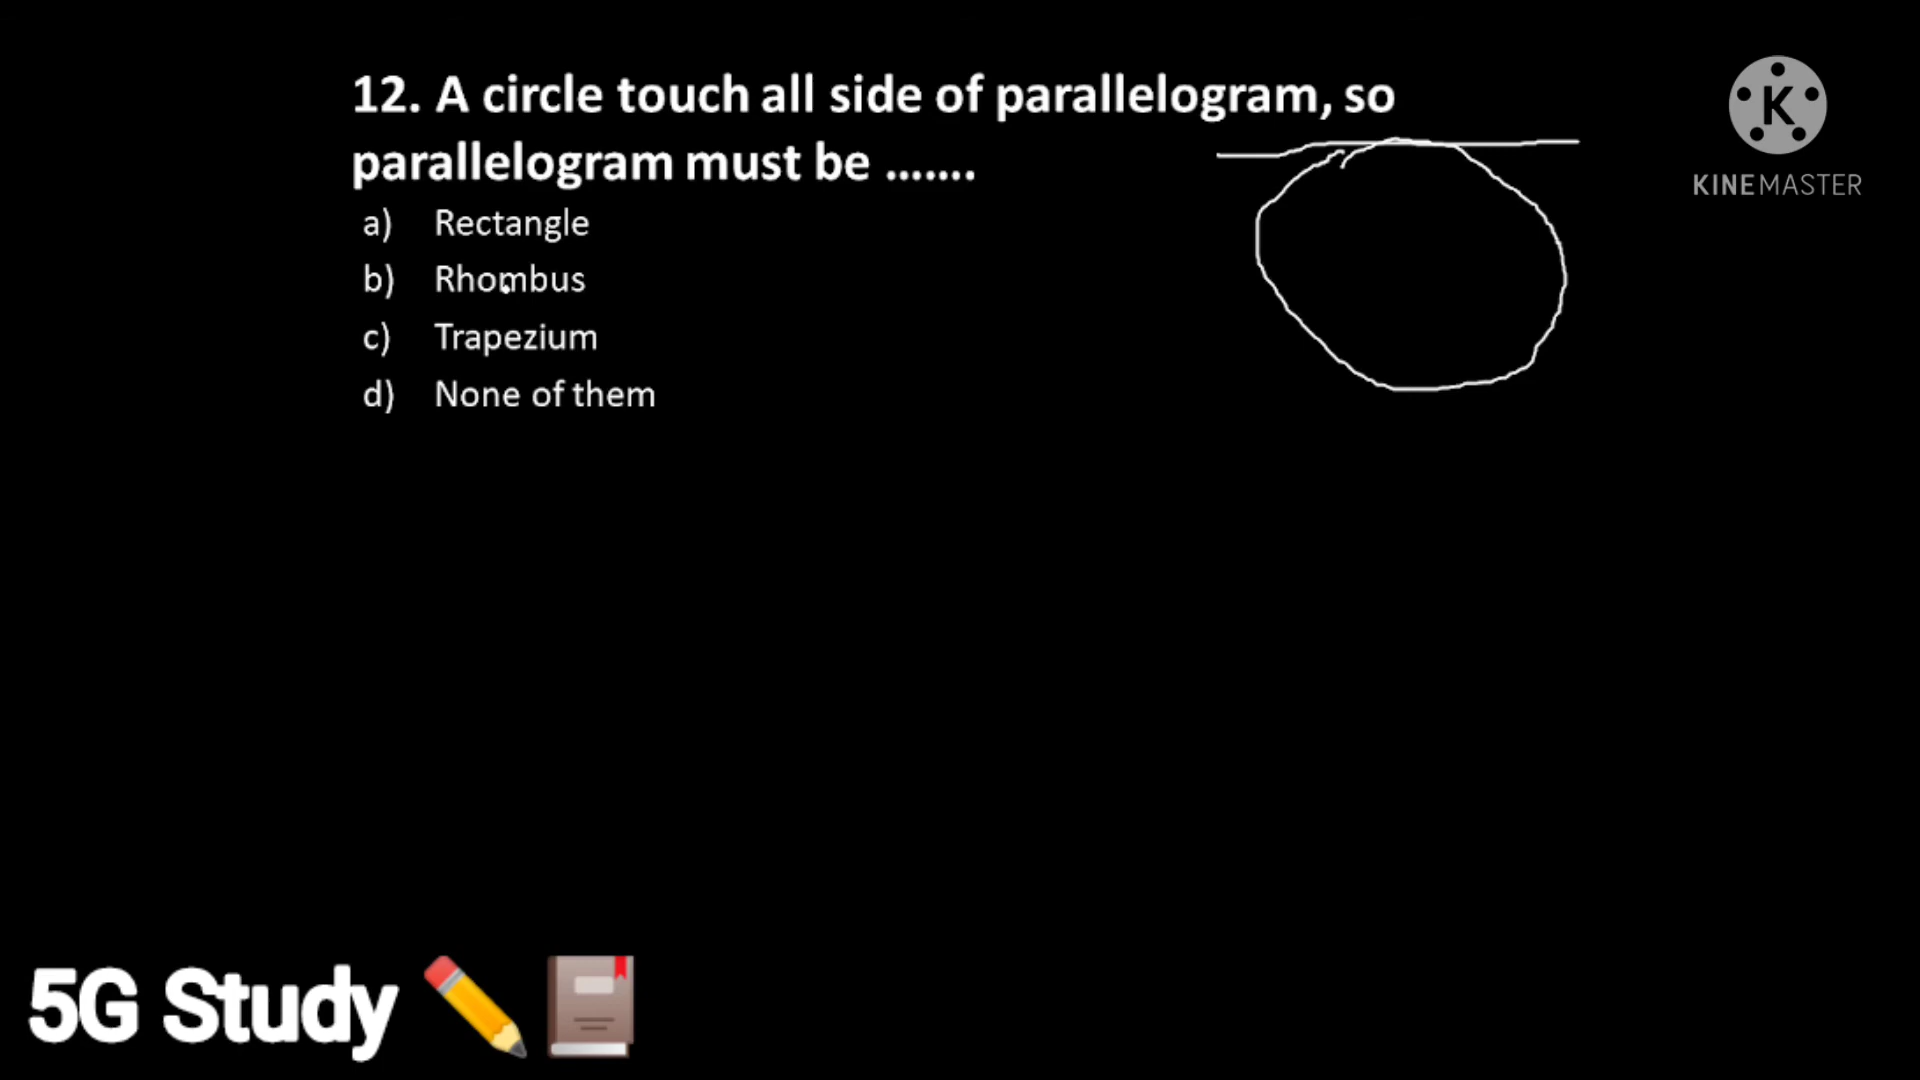 12. A circle touch all side of parallelogram, so
parallelogram must be .......
a) Rectangle
b) Rhombus
c) Trapezium
d) None of them
K
KINEMASTER
5G Study